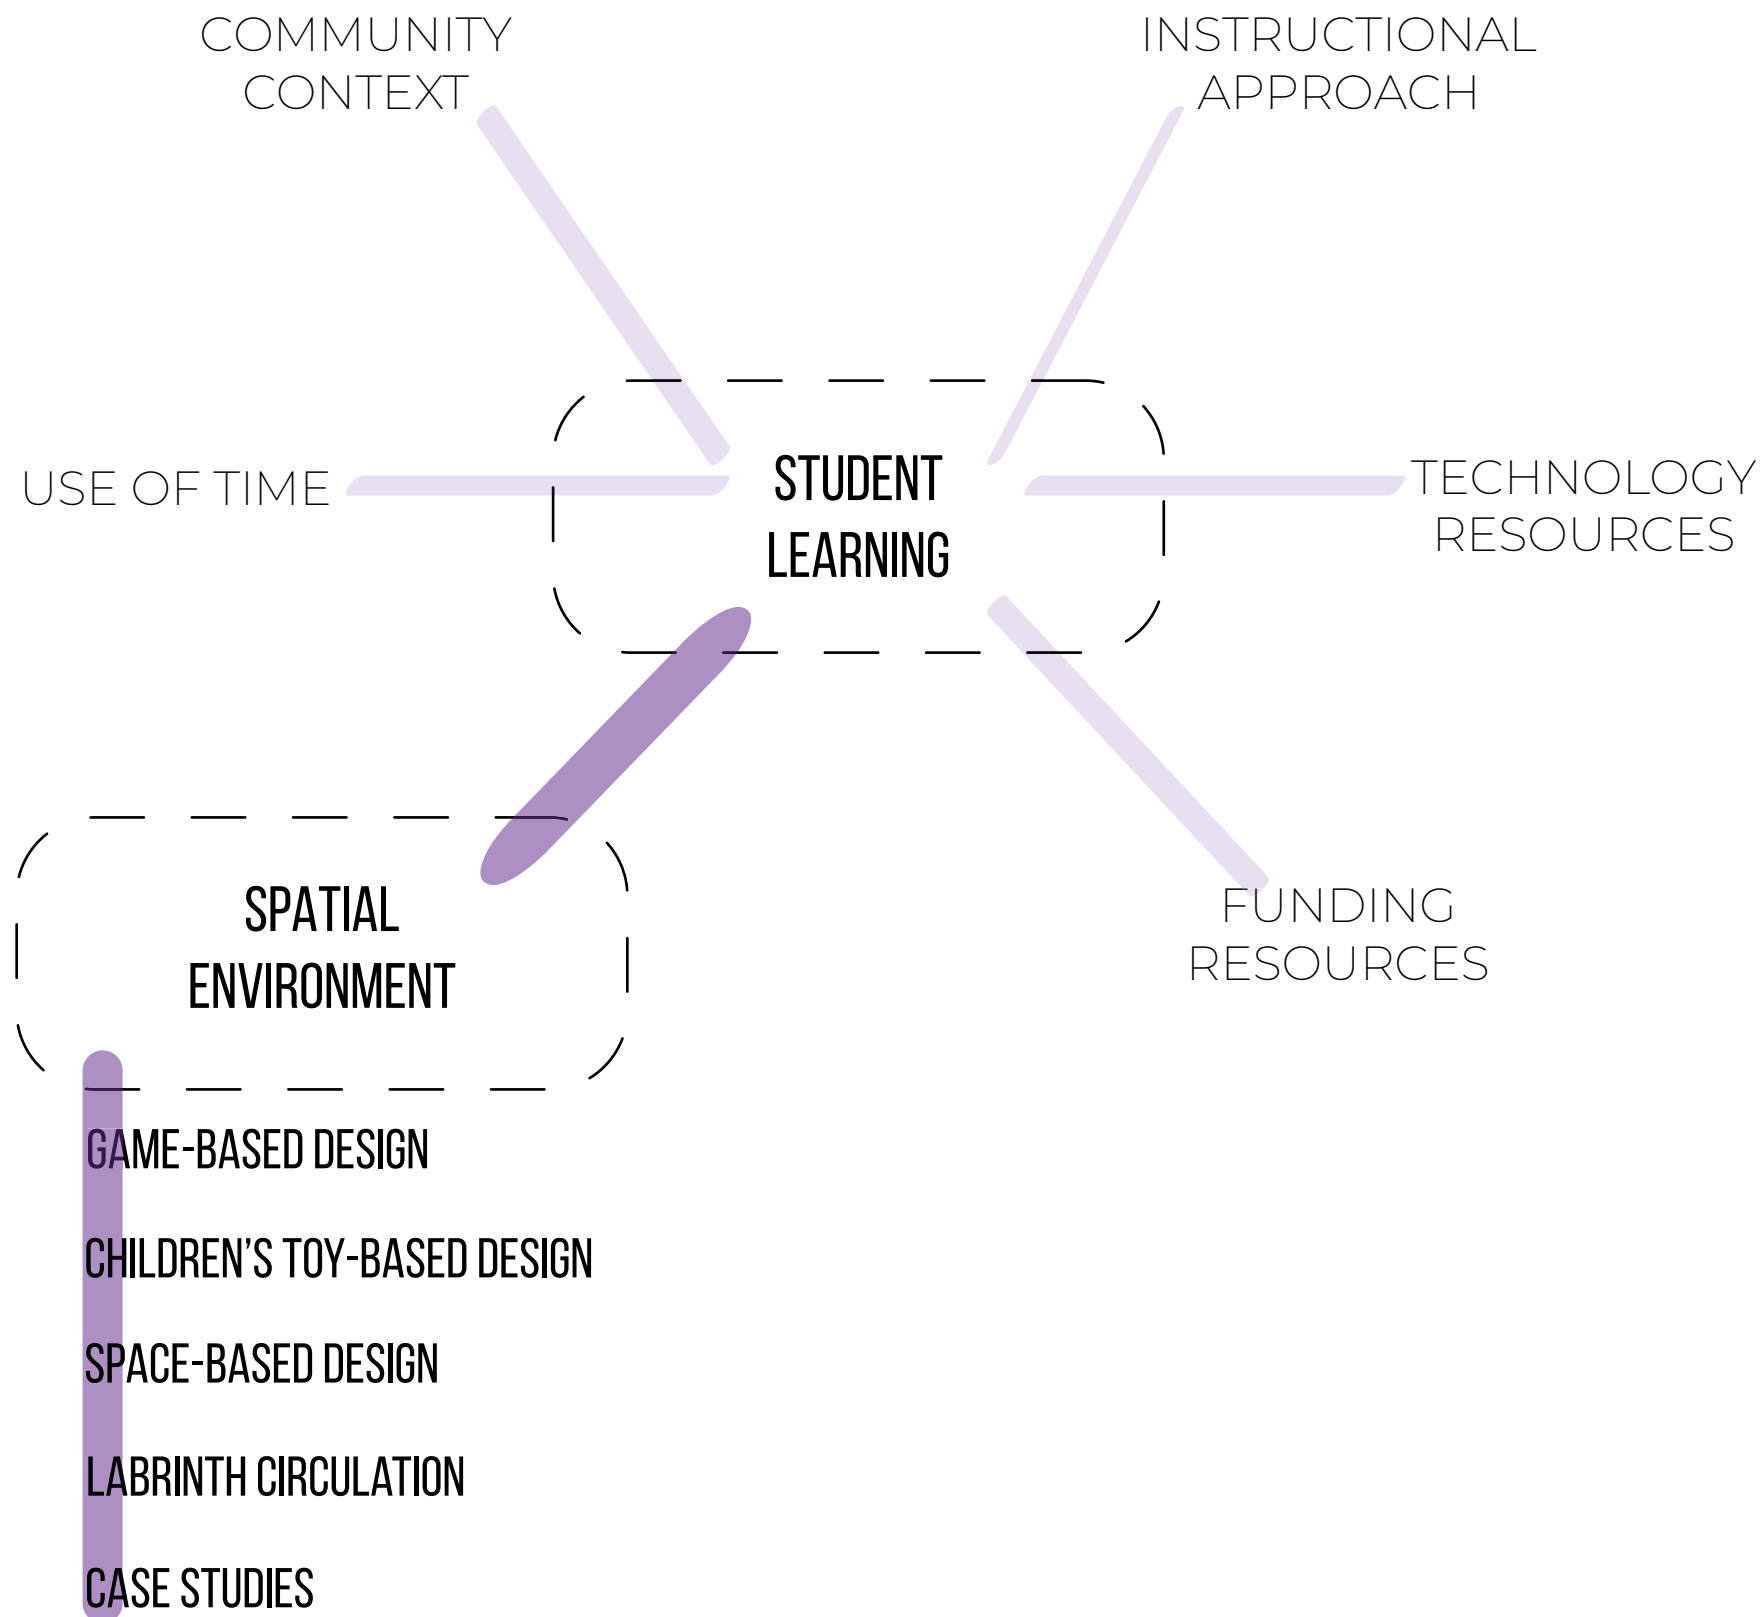 COMMUNITY
CONTEXT
INSTRUCTIONAL
APPROACH
USE OF TIME
STUDENT
LEARNING
TECHNOLOGY
RESOURCES
SPATIAL
ENVIRONMENT
FUNDING
RESOURCES
GAME-BASED DESIGN
CHILDREN’S TOY-BASED DESIGN
SPACE-BASED DESIGN
LABRINTH CIRCULATION
CASE STUDIES